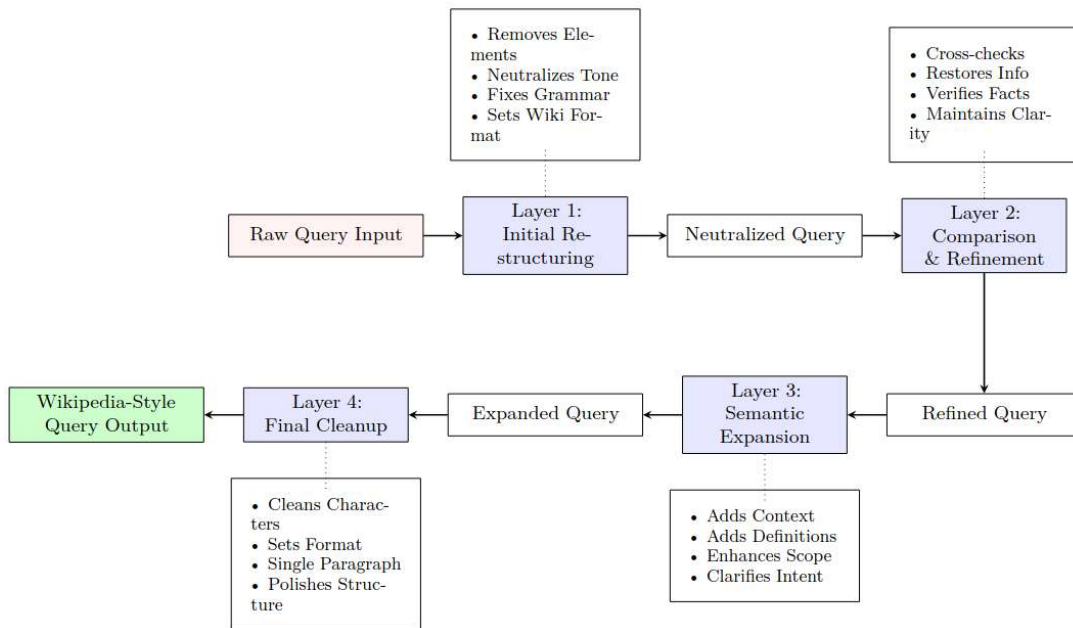 • Removes Ele-
ments
• Neutralizes Tone
• Fixes Grammar
• Sets Wiki For-
mat
• Cross-checks
• Restores Info
• Verifies Facts
• Maintains Clar-
ity
Raw Query Input
Layer 1:
Initial Re-
structuring
Neutralized Query
Layer 2:
Comparison
& Refinement
Wikipedia-Style
Query Output
Layer 4:
Final Cleanup
Expanded Query
Layer 3:
Semantic
Expansion
Refined Query
• Cleans Charac-
ters
• Sets Format
• Single Paragraph
• Polishes Struc-
ture
• Adds Context
• Adds Definitions
• Enhances Scope
• Clarifies Intent